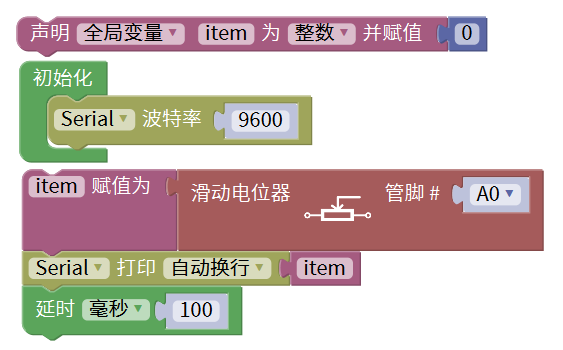 声明 全局变量 item 为 整数 并赋值 0
初始化
Serial 波特率 9600
item 赋值为 滑动电位器 管脚 # A0
Serial 打印 自动换行 item
延时 毫秒 100